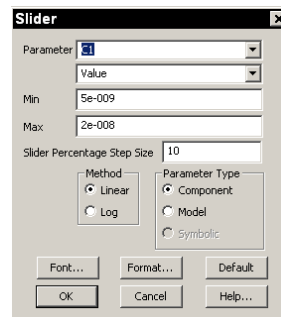 Slider
Parameter C1
Value
Min 5e-009
Max 2e-008
Slider Percentage Step Size 10
Method Parameter Type
Linear Component
Log Model
Symbolic
Font... Format... Default
OK Cancel Help...